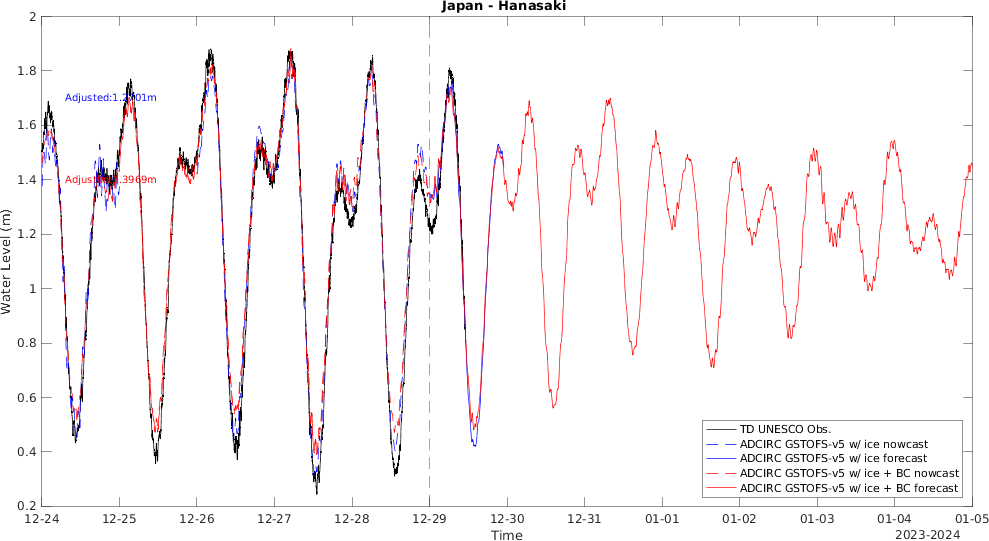 Japan - Hanasaki
2
1.8
1.6
1.4
1.2
1
0.8
0.6
0.4
0.2
Water Level (m)
TD UNESCO Obs.
ADCIRC GSTOFS-v5 w/ ice nowcast
ADCIRC GSTOFS-v5 w/ ice forecast
ADCIRC GSTOFS-v5 w/ ice + BC nowcast
ADCIRC GSTOFS-v5 w/ ice + BC forecast
12-24 12-25 12-26 12-27 12-28 12-29 12-30 12-31 01-01 01-02 01-03 01-04 01-05
Time
2023-2024